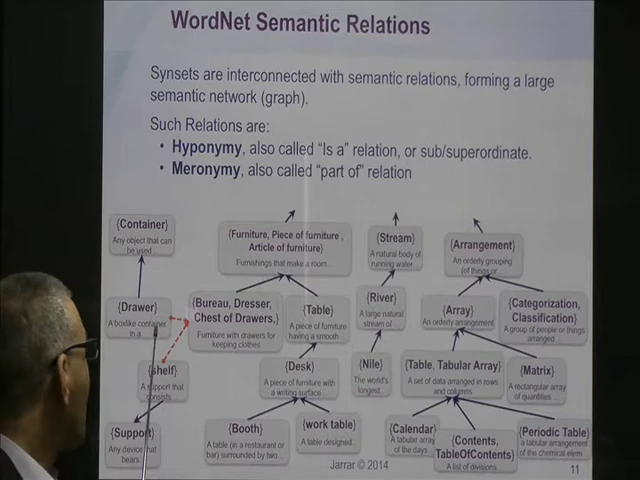 WordNet Semantic Relations
Synsets are interconnected with semantic relations, forming a large
semantic network (graph).
Such Relations are:
• Hyponymy, also called "Is a" relation, or sub/superordinate.
• Meronymy, also called "part of" relation
{Container}
Any object that can
be used...
{Furniture, Piece of furniture ,
Article of furniture}
Furnishings that make a room...
{Stream}
A natural body of
running water...
{Arrangement}
An orderly grouping
(of things or...
{Drawer}
A boxlike container
in a...
{Bureau, Dresser,
Chest of Drawers,}
Furniture with drawers for
keeping clothes
{Table}
A piece of furniture
having a smooth...
{River}
A large natural
stream of
{Array}
An orderly arrangement
{Categorization,
Classification}
A group of people or things
arranged
{shelf}
A support that
consists
{Desk}
A piece of furniture with
a writing surface...
{Nile}
The world's
longest...
{Table, Tabular Array}
A set of data arranged in rows
and columns
{Matrix}
A rectangular array
of quantities...
{Support}
Any device that
bears...
{Booth}
A table (in a restaurant or
bar) surrounded by two...
{work table}
A table designed...
{Calendar}
A tabular array
of the days
{Contents,
TableOfContents}
A list of divisions
{Periodic Table}
a tabular arrangement
of the chemical elem
Jarrar © 2014
11